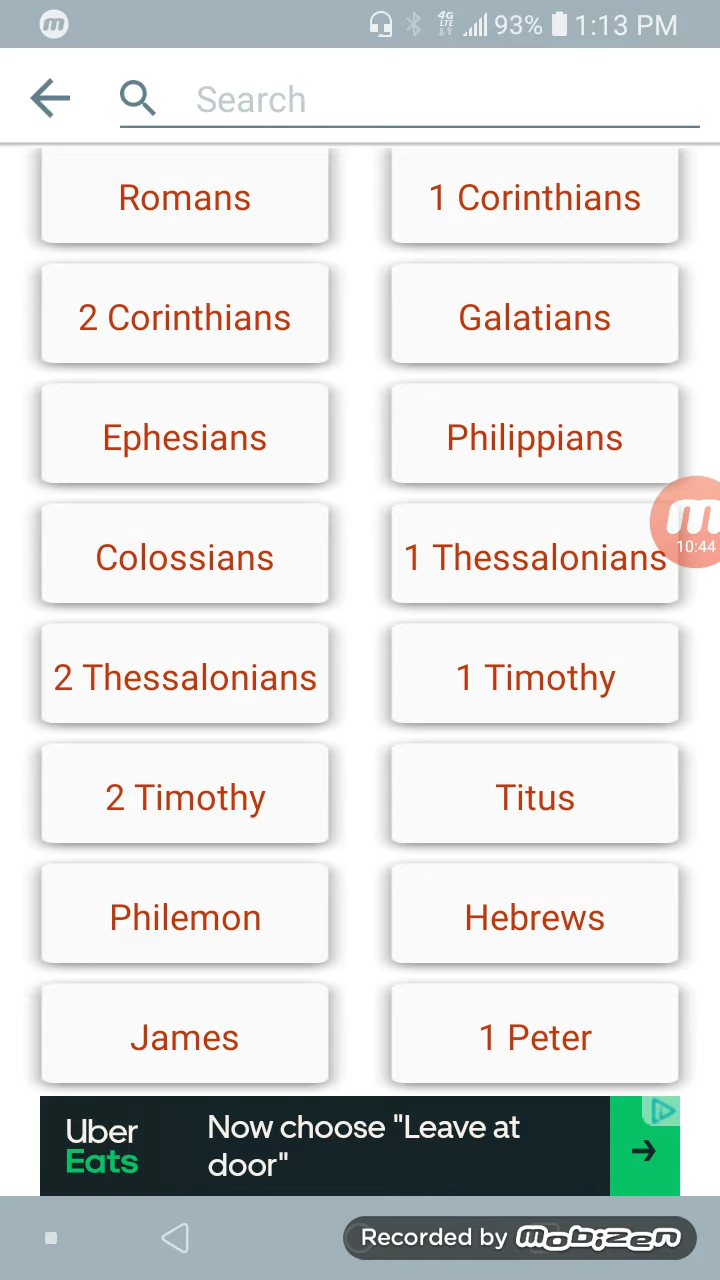 m 4G LTE 93% 1:13 PM
Search
Romans 1 Corinthians
2 Corinthians Galatians
Ephesians Philippians
m
10:44
Colossians 1 Thessalonians
2 Thessalonians 1 Timothy
2 Timothy Titus
Philemon Hebrews
James 1 Peter
Uber
Eats
Now choose "Leave at
door"
Recorded by mobizen